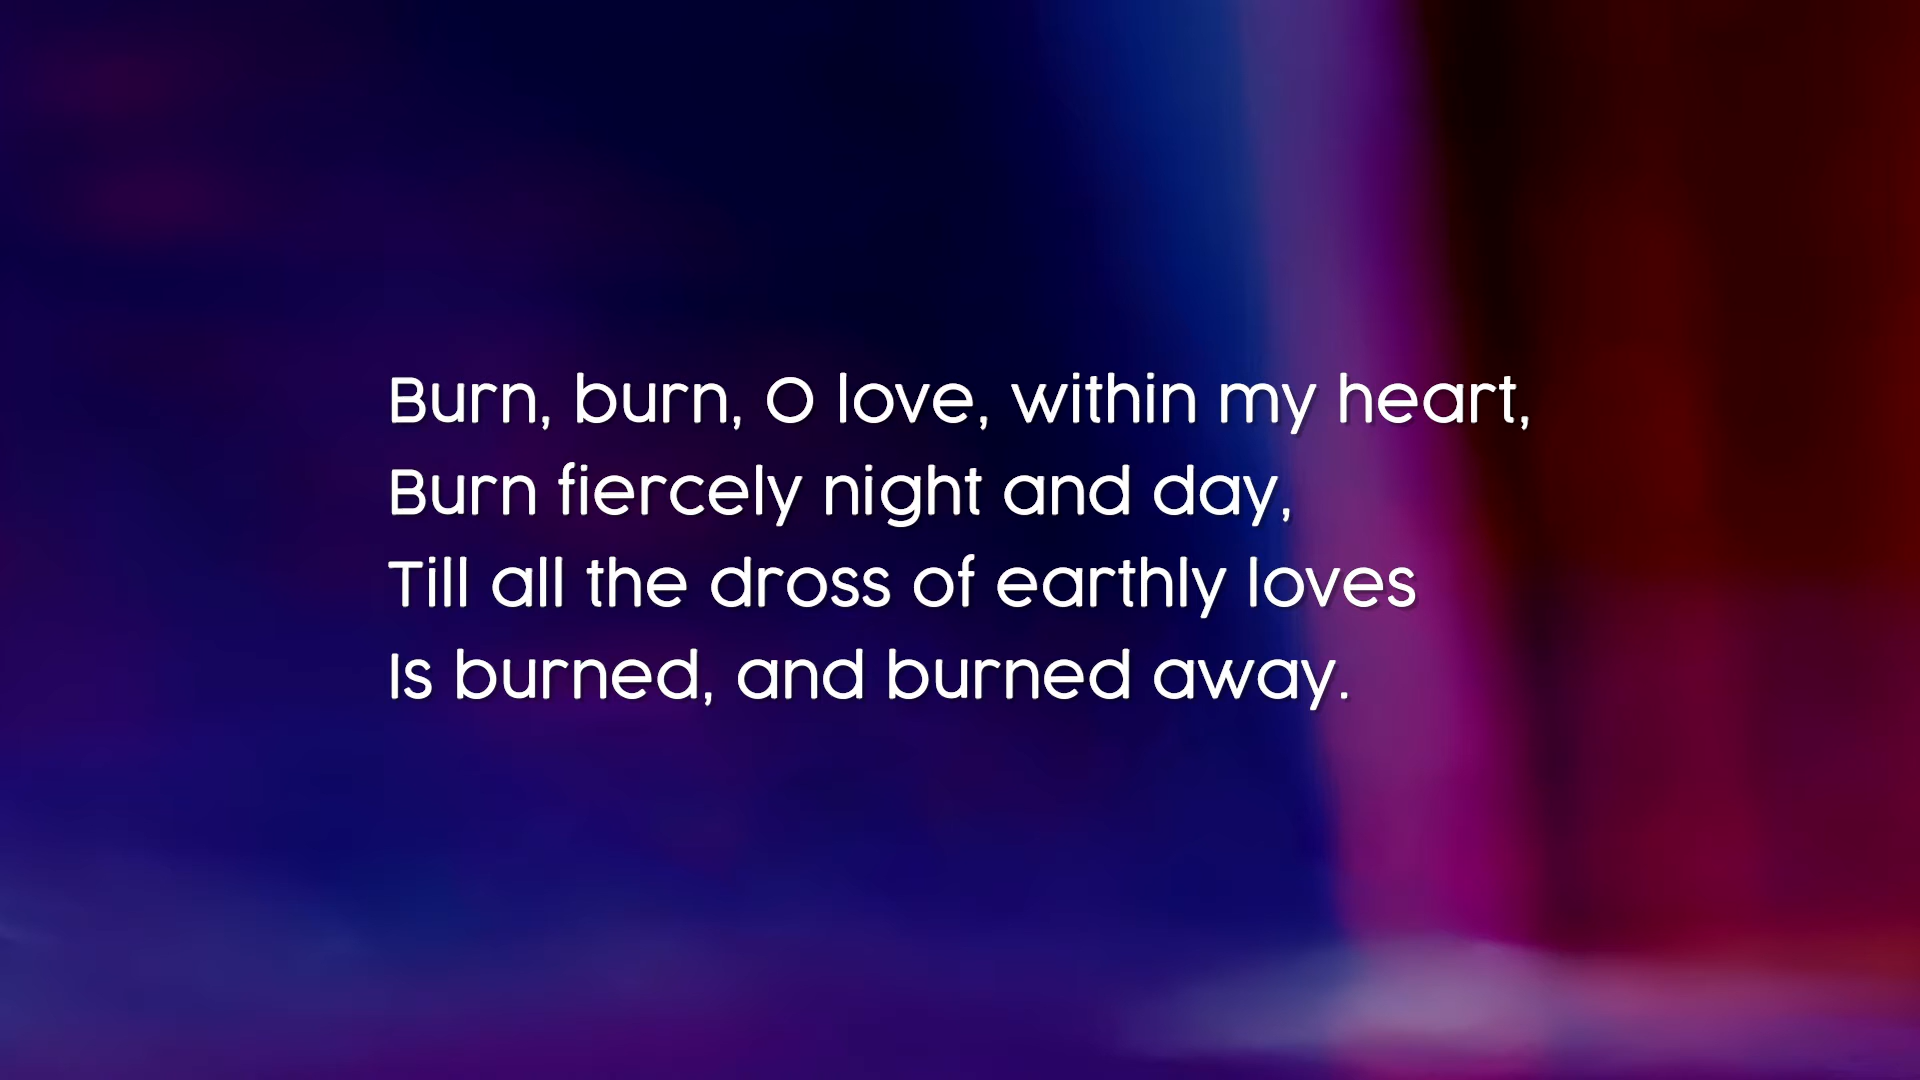 Burn, burn, O love, within my heart,
Burn fiercely night and day,
Till all the dross of earthly loves
Is burned, and burned away.